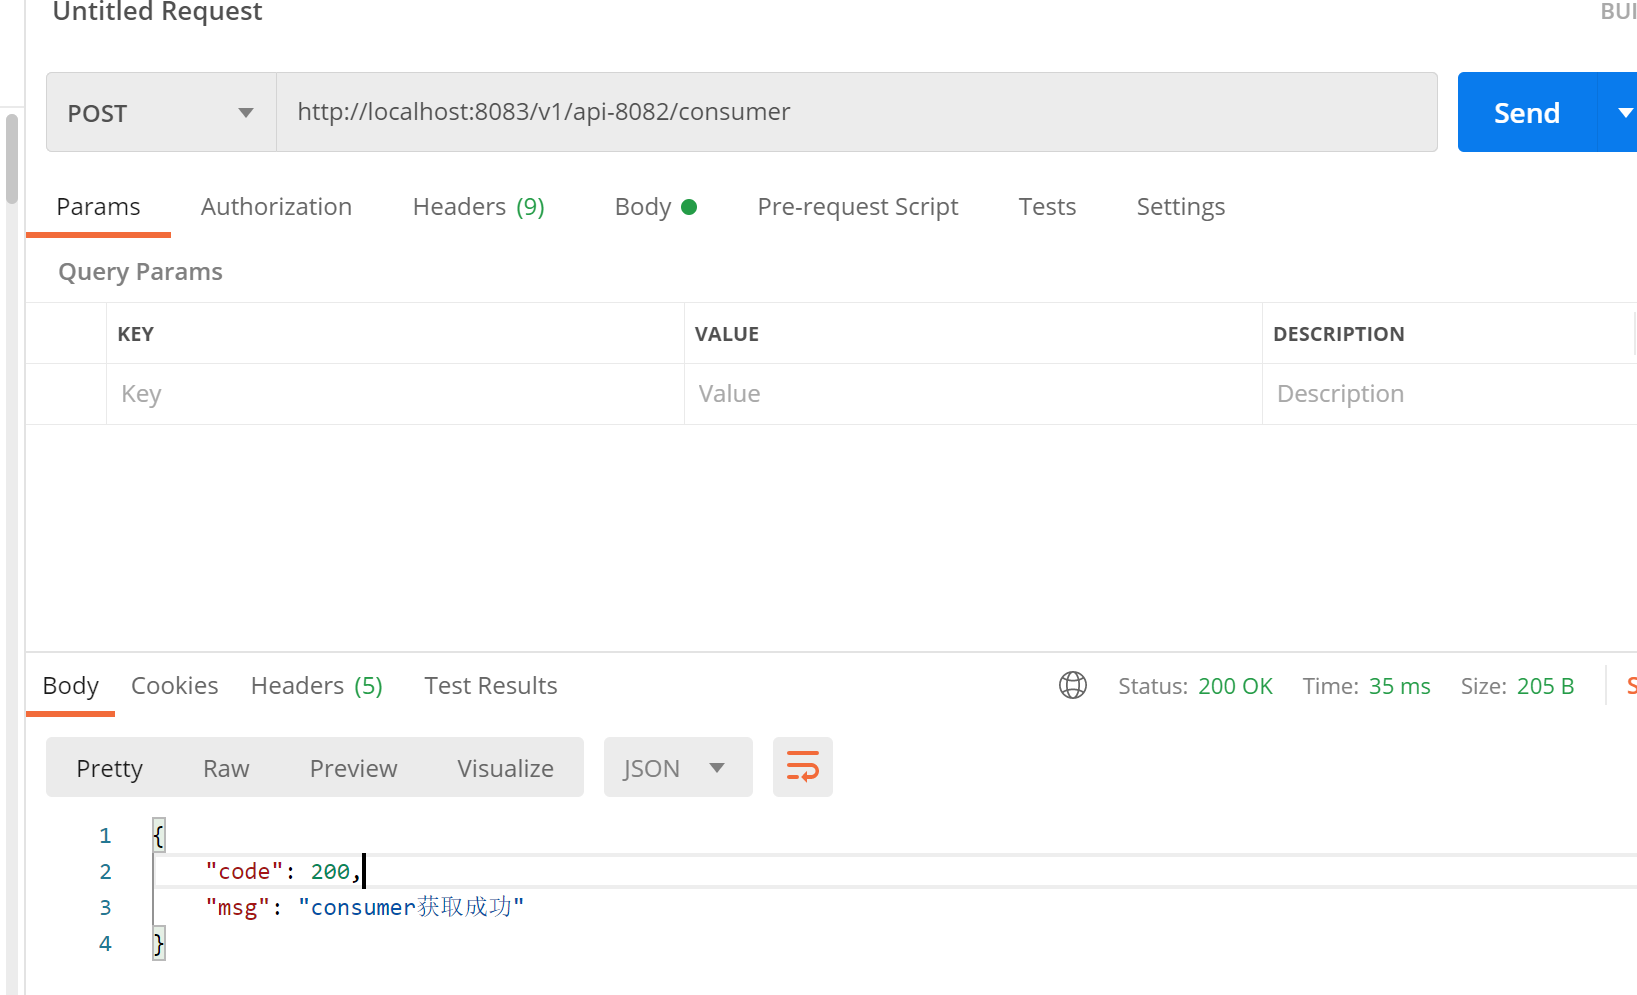 Untitled Request
POST
http://localhost:8083/v1/api-8082/consumer
Send
Params Authorization Headers (9) Body Pre-request Script Tests Settings
Query Params
KEY VALUE DESCRIPTION
Key Value Description
Body Cookies Headers (5) Test Results Status: 200 OK Time: 35 ms Size: 205 B
Pretty Raw Preview Visualize JSON
1 {
2 "code": 200,
3 "msg": "consumer获取成功"
4 }